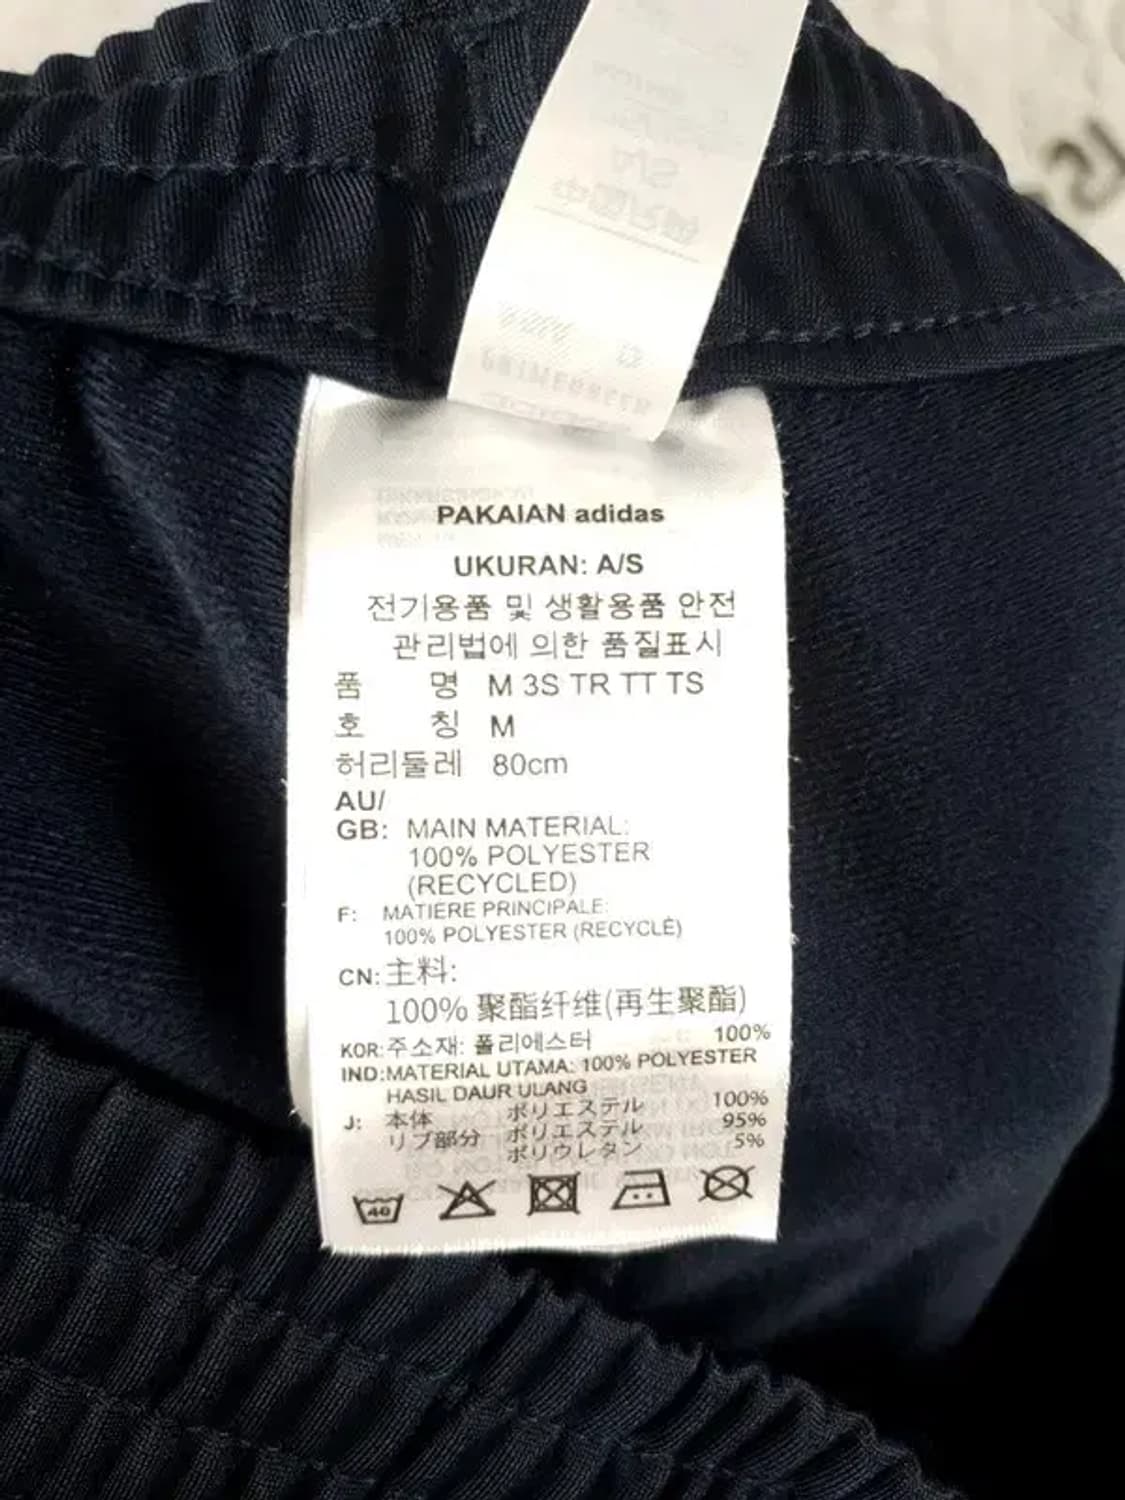 PAKAIAN adidas
UKURAN: A/S
전기용품 및 생활용품 안전
관리법에 의한 품질표시
품 명 M 3S TR TT TS
호 칭 M
허리둘레 80cm
AU/
GB: MAIN MATERIAL:
100% POLYESTER
(RECYCLED)
F: MATIÈRE PRINCIPALE:
100% POLYESTER (RECYCLÉ)
CN: 主料:
100% 聚酯纤维(再生聚酯)
KOR: 주소재: 폴리에스터 100%
IND: MATERIAL UTAMA: 100% POLYESTER
HASIL DAUR ULANG
J: 本体 ポリエステル 100%
リブ部分 ポリエステル 95%
ポリウレタン 5%
40